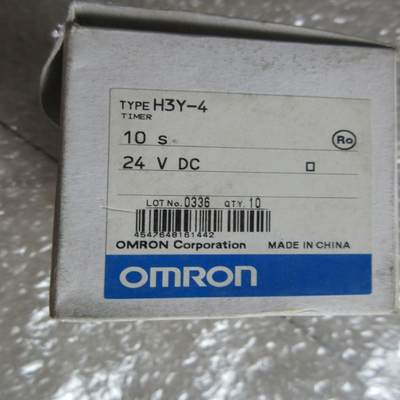 TYPE H3Y-4
TIMER
10 s
Ro
24 V DC
LOT No. 0336 QTY. 10
4547648161442
OMRON Corporation MADE IN CHINA
OMRON